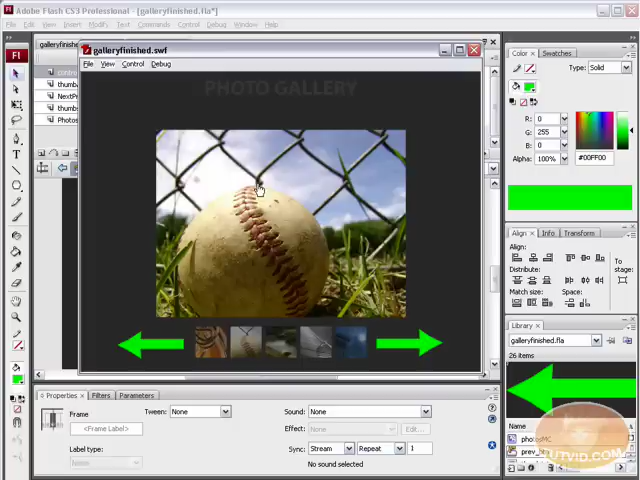 Adobe Flash CS3 Professional - [galleryfinished.fla*]
File Edit View Insert Modify Text Commands Control Debug Window Help
galleryfinished.swf
File View Control Debug
PHOTO GALLERY
Color Swatches
Type: Solid
R: 0
G: 255
B: 0
Alpha: 100% #00FF00
Align Info Transform
Align:
Distribute:
Match size: Space:
To stage:
Library
galleryfinished.fla
26 items
photosMC
Properties Filters Parameters
Frame
<Frame Label>
Label type:
Name
Tween: None
Sound: None
Effect: None Edit...
Sync: Stream Repeat 1
No sound selected
TUTVID.COM